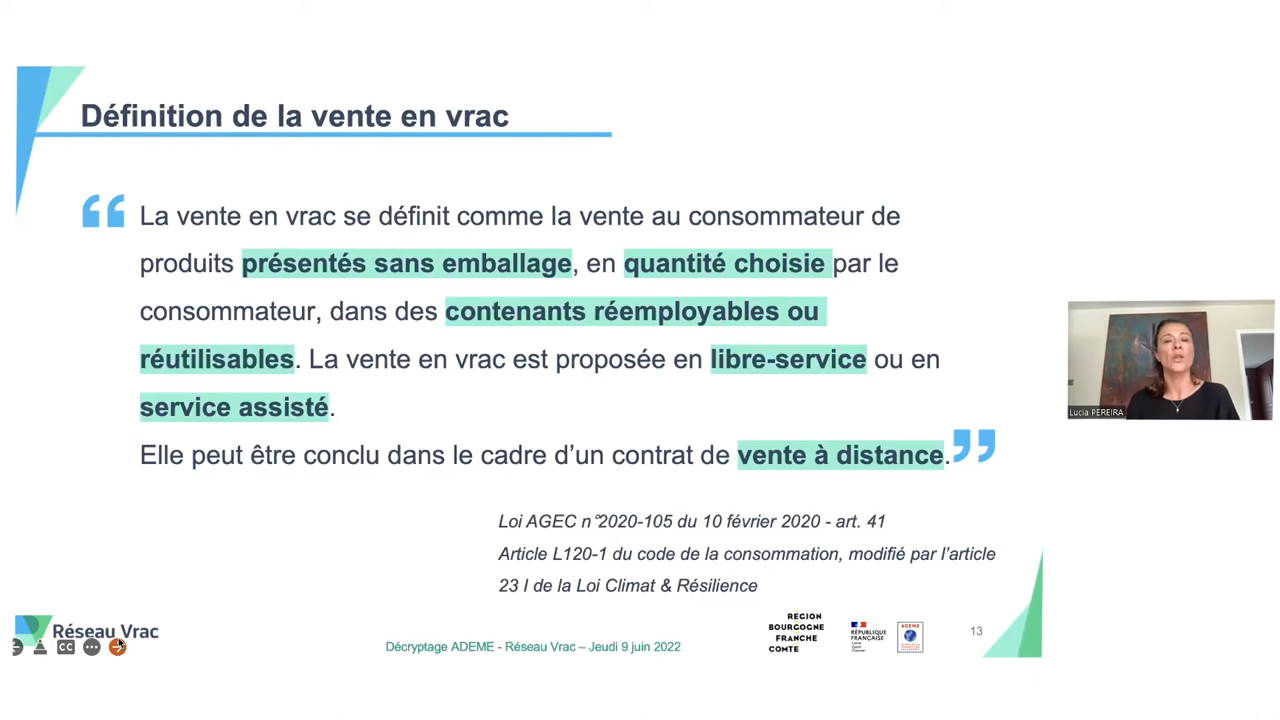 Définition de la vente en vrac
“ La vente en vrac se définit comme la vente au consommateur de
produits présentés sans emballage, en quantité choisie par le
consommateur, dans des contenants réemployables ou
réutilisables. La vente en vrac est proposée en libre-service ou en
service assisté.
Elle peut être conclu dans le cadre d’un contrat de vente à distance. ”
Loi AGEC n°2020-105 du 10 février 2020 - art. 41
Article L120-1 du code de la consommation, modifié par l’article
23 I de la Loi Climat & Résilience
Lucia PEREIRA
Réseau Vrac
CC
Décryptage ADEME - Réseau Vrac – Jeudi 9 juin 2022
REGION
BOURGOGNE
FRANCHE
COMTE
RÉPUBLIQUE
FRANÇAISE
ADEME
13